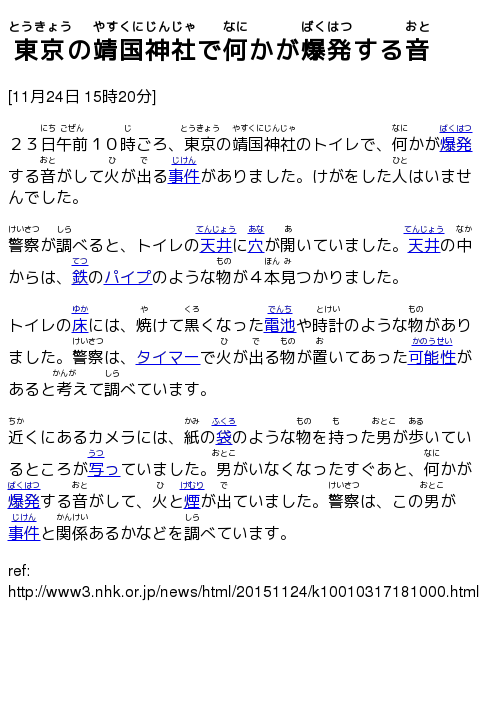 とうきょう やすくにじんじゃ なに ばくはつ おと
東京の靖国神社で何かが爆発する音
[11月24日 15時20分]
にち ごぜん じ とうきょう やすくにじんじゃ なに ばくはつ
２３日午前１０時ごろ、東京の靖国神社のトイレで、何かが爆発
おと ひ で じけん ひと
する音がして火が出る事件がありました。けがをした人はいませ
んでした。
けいさつ しら てんじょう あな あ てんじょう なか
警察が調べると、トイレの天井に穴が開いていました。天井の中
てつ もの ほん み
からは、鉄のパイプのような物が４本見つかりました。
ゆか や くろ でんち とけい もの
トイレの床には、焼けて黒くなった電池や時計のような物があり
けいさつ ひ で もの お かのうせい
ました。警察は、タイマーで火が出る物が置いてあった可能性が
かんが しら
あると考えて調べています。
ちか かみ ふくろ もの も おとこ ある
近くにあるカメラには、紙の袋のような物を持った男が歩いてい
うつ おとこ なに
るところが写っていました。男がいなくなったすぐあと、何かが
ばくはつ おと ひ けむり で けいさつ おとこ
爆発する音がして、火と煙が出ていました。警察は、この男が
じけん かんけい しら
事件と関係あるかなどを調べています。
ref:
http://www3.nhk.or.jp/news/html/20151124/k10010317181000.html